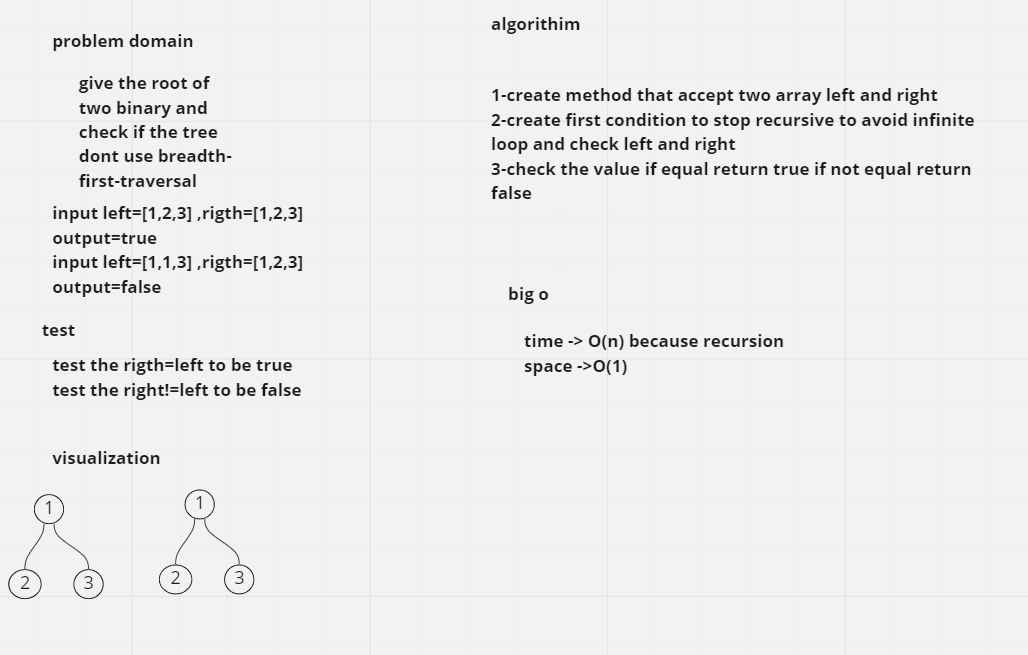 problem domain
give the root of
two binary and
check if the tree
dont use breadth-
first-traversal
input left=[1,2,3] ,rigth=[1,2,3]
output=true
input left=[1,1,3] ,rigth=[1,2,3]
output=false
test
test the rigth=left to be true
test the right!=left to be false
visualization
1
2
3
1
2
3
algorithim
1-create method that accept two array left and right
2-create first condition to stop recursive to avoid infinite
loop and check left and right
3-check the value if equal return true if not equal return
false
big o
time -> O(n) because recursion
space ->O(1)